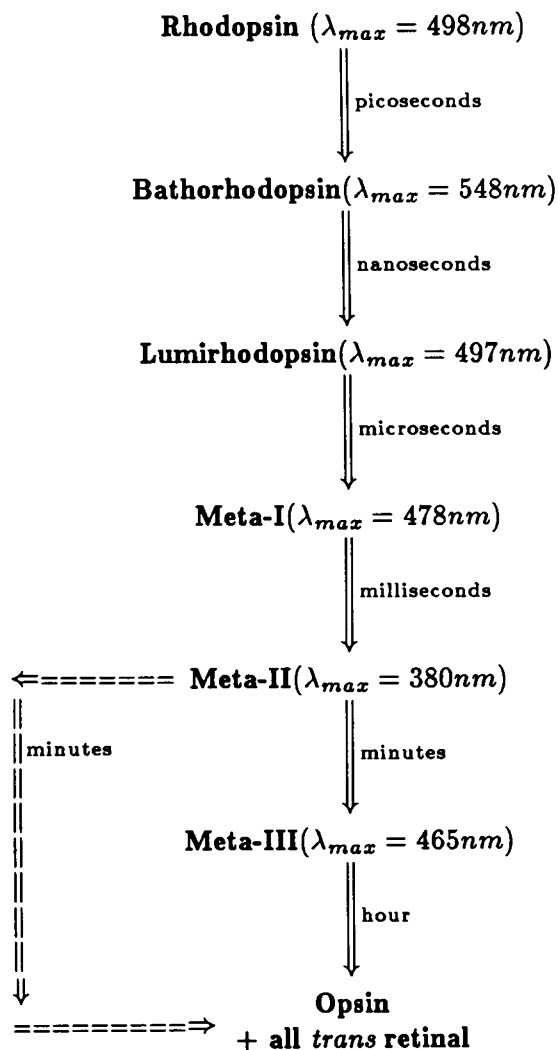 Rhodopsin (λmax = 498nm)
picoseconds
Bathorhodopsin(λmax = 548nm)
nanoseconds
Lumirhodopsin(λmax = 497nm)
microseconds
Meta-I(λmax = 478nm)
milliseconds
Meta-II(λmax = 380nm)
minutes
minutes
Meta-III(λmax = 465nm)
hour
Opsin
+ all trans retinal